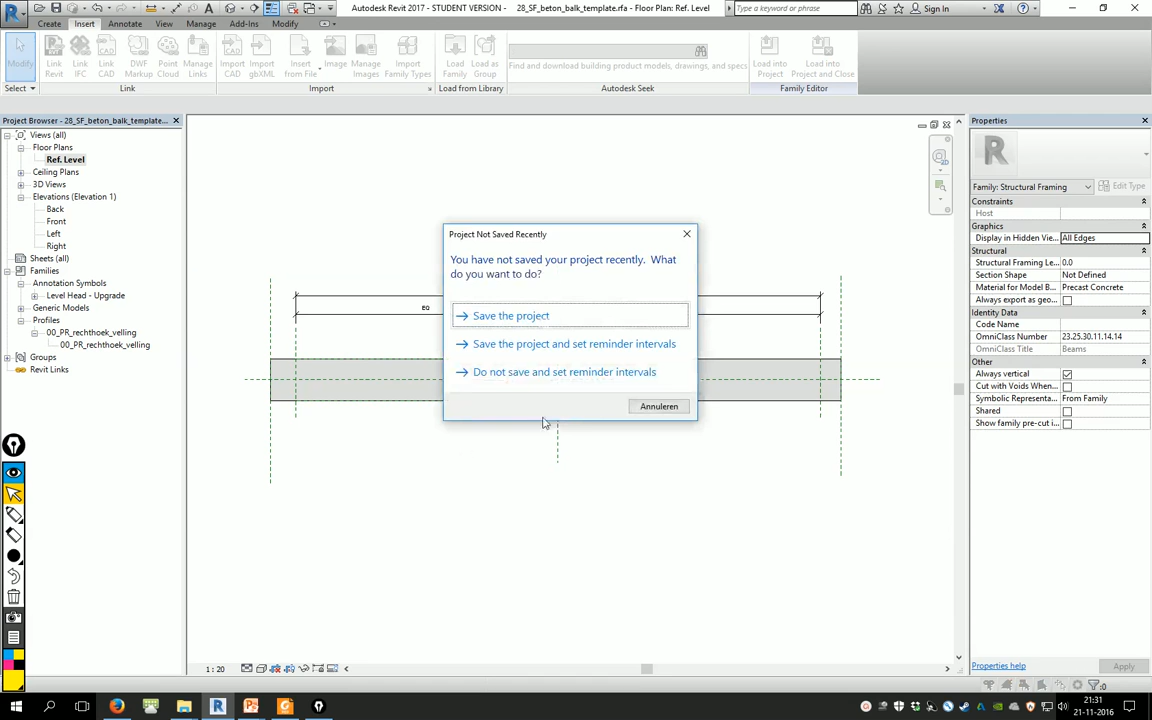 Autodesk Revit 2017 - STUDENT VERSION - 28_SF_beton_balk_template.rfa - Floor Plan: Ref. Level
Type a keyword or phrase
Sign In
Create Insert Annotate View Manage Add-Ins Modify
Modify
Link Revit
Link IFC
Link CAD
DWF Markup
Point Cloud
Manage Links
Import CAD
Import gbXML
Insert from File
Image
Manage Images
Import Family Types
Load Family
Load as Group
Find and download building product models, drawings, and specs
Load into Project
Load into Project and Close
Select
Link
Import
Load from Library
Autodesk Seek
Family Editor
Project Browser - 28_SF_beton_balk_template...
Views (all)
Floor Plans
Ref. Level
Ceiling Plans
3D Views
Elevations (Elevation 1)
Back
Front
Left
Right
Sheets (all)
Families
Annotation Symbols
Level Head - Upgrade
Generic Models
Profiles
00_PR_rechthoek_velling
00_PR_rechthoek_velling
Groups
Revit Links
EQ
Project Not Saved Recently
You have not saved your project recently. What
do you want to do?
Save the project
Save the project and set reminder intervals
Do not save and set reminder intervals
Annuleren
1 : 20
Properties
Family: Structural Framing
Edit Type
Constraints
Host
Graphics
Display in Hidden Vie... All Edges
Structural
Structural Framing Le... 0.0
Section Shape Not Defined
Material for Model B... Precast Concrete
Always export as geo...
Identity Data
Code Name
OmniClass Number 23.25.30.11.14.14
OmniClass Title Beams
Other
Always vertical
Cut with Voids When...
Symbolic Representa... From Family
Shared
Show family pre-cut i...
Properties help
Apply
:0
21:31
21-11-2016